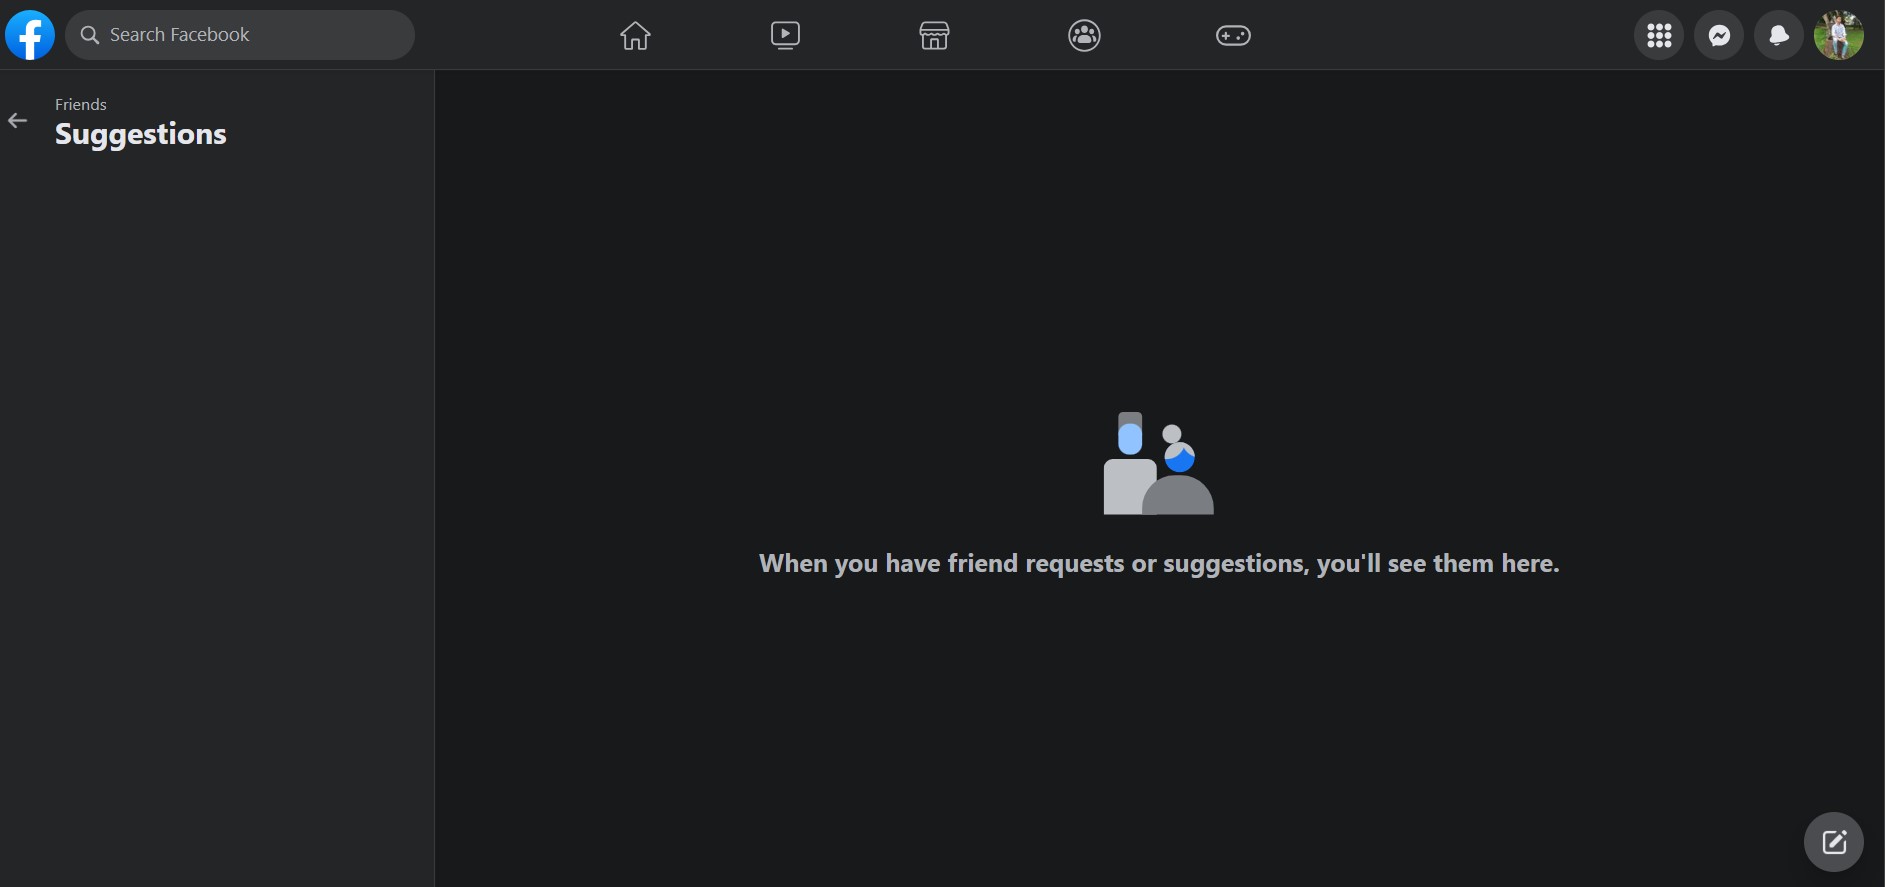 Search Facebook
Friends
Suggestions
When you have friend requests or suggestions, you'll see them here.